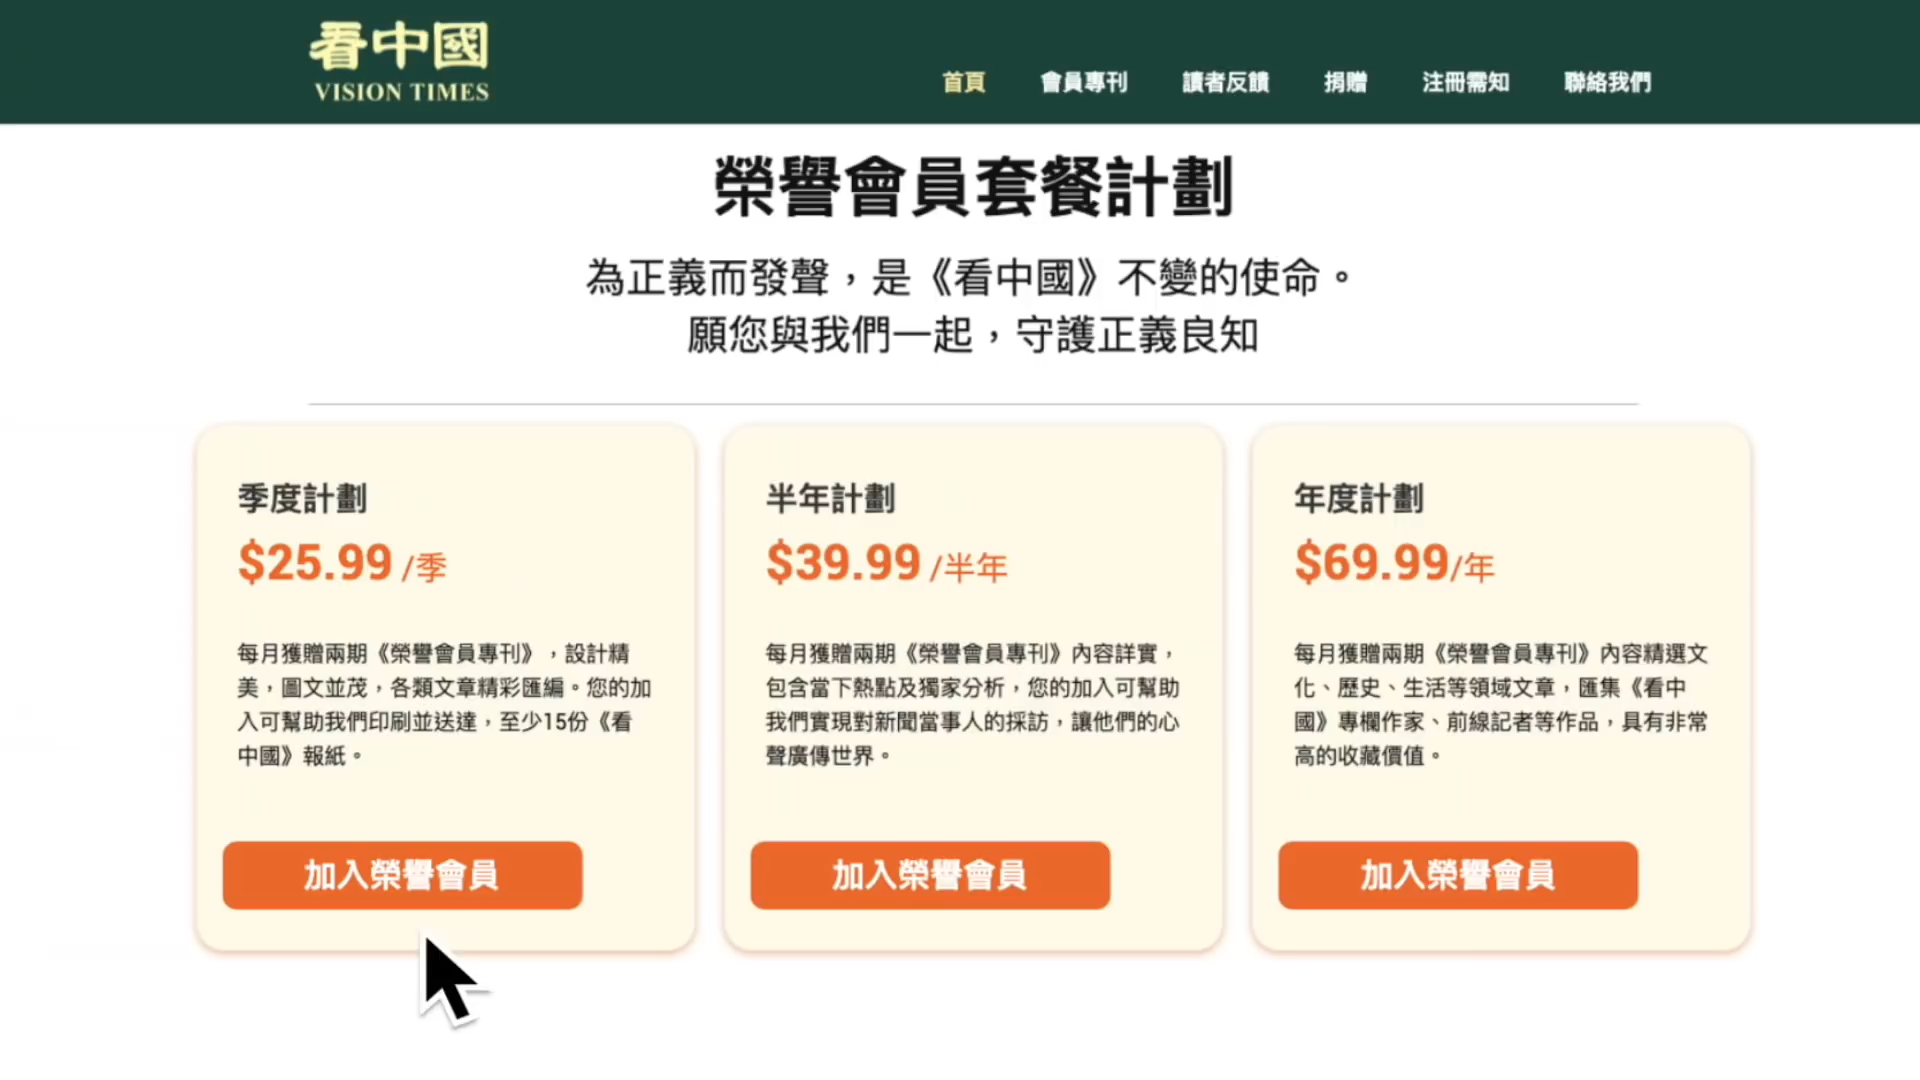 看中國
VISION TIMES
首頁
會員專刊
讀者反饋
捐贈
注冊需知
聯絡我們
榮譽會員套餐計劃
為正義而發聲，是《看中國》不變的使命。
願您與我們一起，守護正義良知
季度計劃
$25.99 /季
每月獲贈兩期《榮譽會員專刊》，設計精
美，圖文並茂，各類文章精彩匯編。您的加
入可幫助我們印刷並送達，至少15份《看
中國》報紙。
加入榮譽會員
半年計劃
$39.99 /半年
每月獲贈兩期《榮譽會員專刊》內容詳實，
包含當下熱點及獨家分析，您的加入可幫助
我們實現對新聞當事人的採訪，讓他們的心
聲廣傳世界。
加入榮譽會員
年度計劃
$69.99/年
每月獲贈兩期《榮譽會員專刊》內容精選文
化、歷史、生活等領域文章，匯集《看中
國》專欄作家、前線記者等作品，具有非常
高的收藏價值。
加入榮譽會員